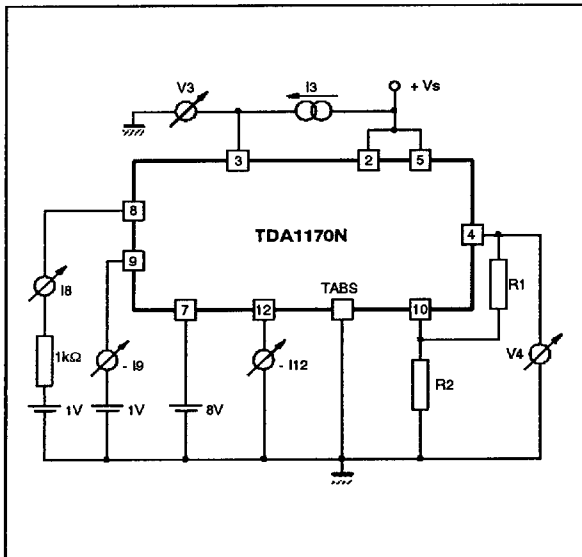 V3
I3
+ Vs
3
2
5
8
TDA1170N
4
9
I8
TABS
R1
7
12
10
1kΩ
- I9
- I12
V4
R2
1V
1V
8V